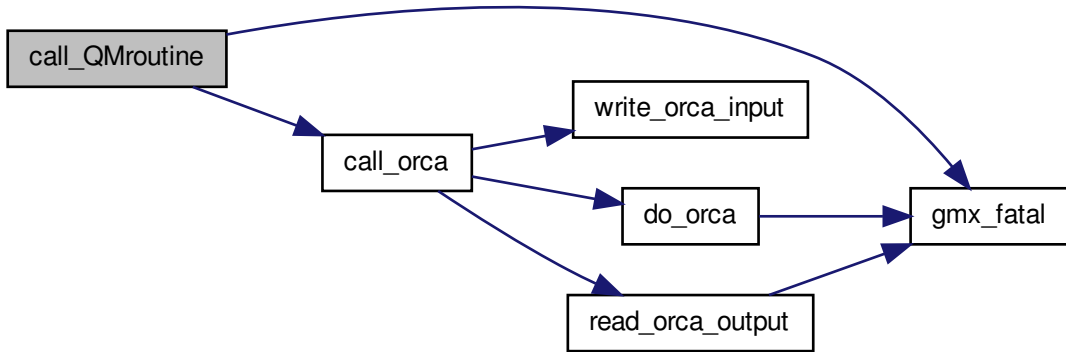 call_QMroutine
write_orca_input
call_orca
do_orca
gmx_fatal
read_orca_output